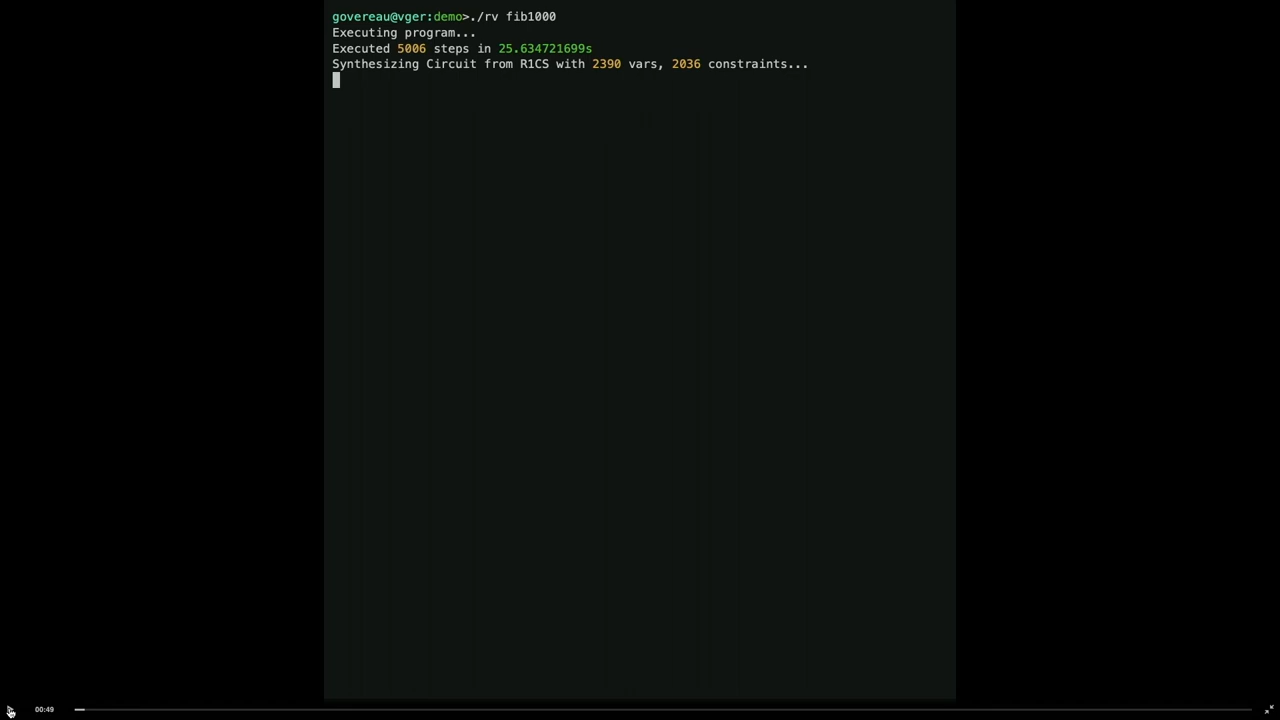 govereau@vger:demo>./rv fib1000
Executing program...
Executed 5006 steps in 25.634721699s
Synthesizing Circuit from R1CS with 2390 vars, 2036 constraints...
00:49